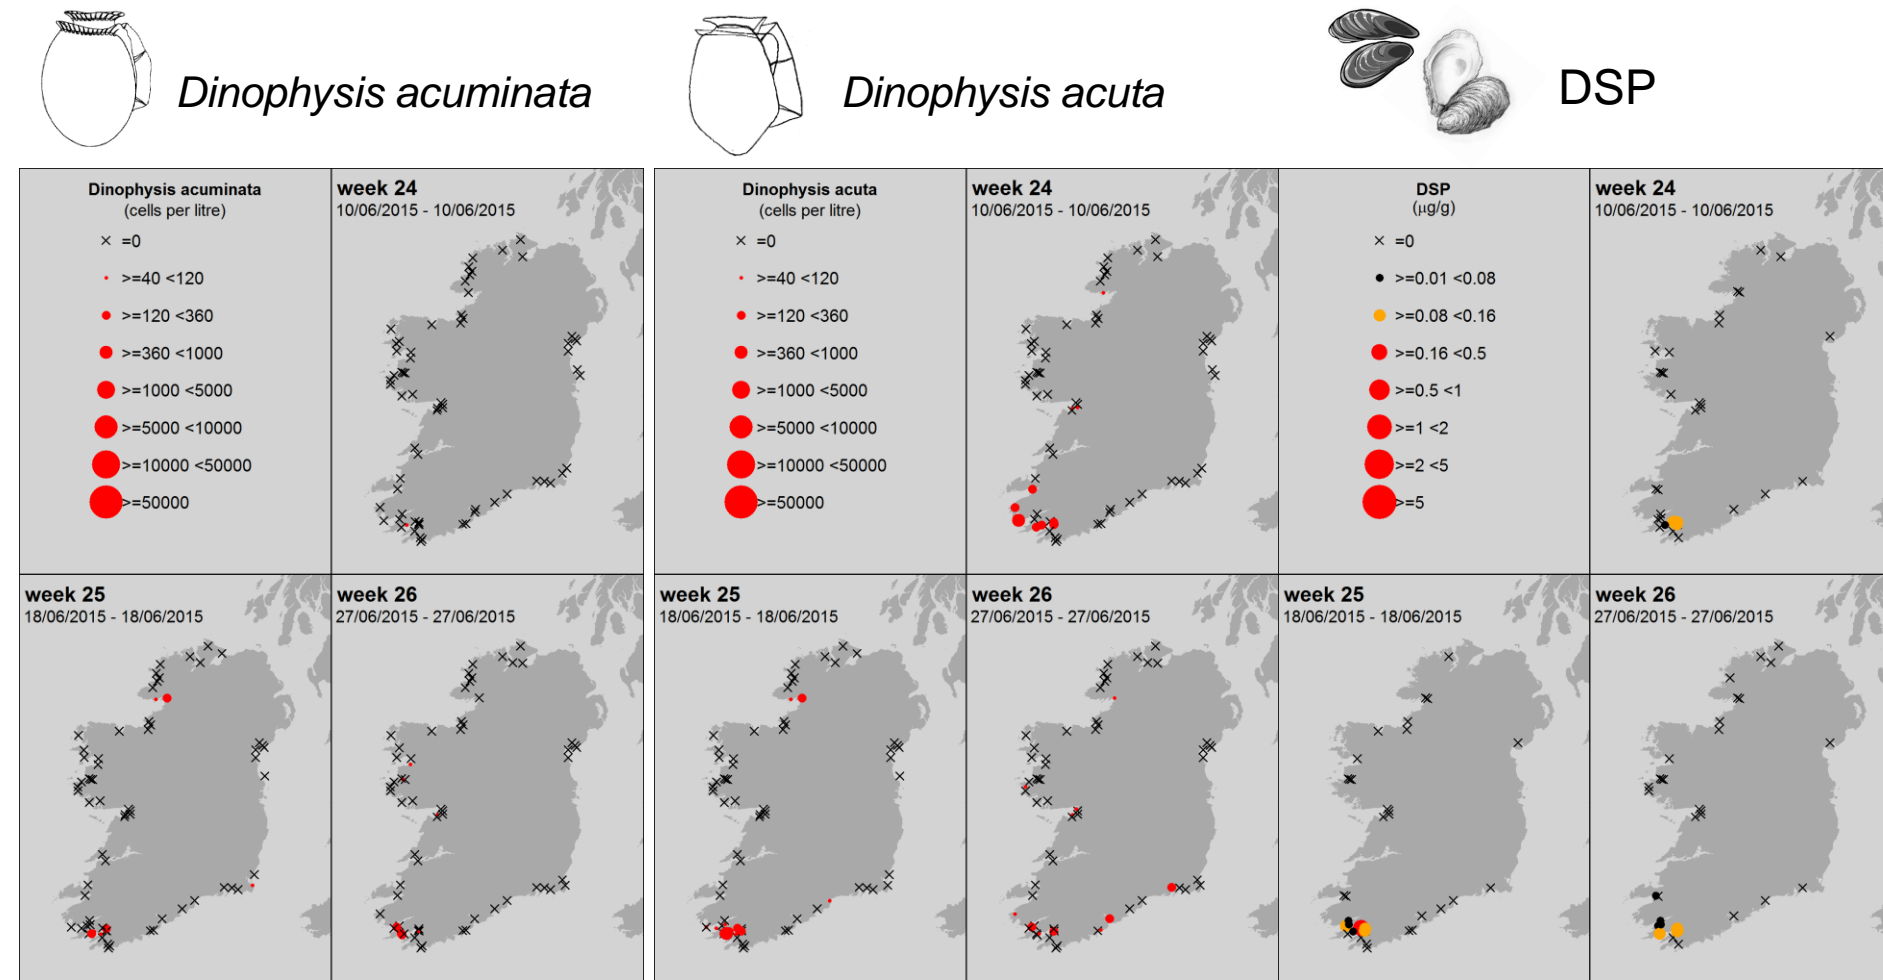 Dinophysis acuminata
Dinophysis acuta
DSP
Dinophysis acuminata
(cells per litre)
=0
>=40 <120
>=120 <360
>=360 <1000
>=1000 <5000
>=5000 <10000
>=10000 <50000
>=50000
week 24
10/06/2015 - 10/06/2015
Dinophysis acuta
(cells per litre)
=0
>=40 <120
>=120 <360
>=360 <1000
>=1000 <5000
>=5000 <10000
>=10000 <50000
>=50000
week 24
10/06/2015 - 10/06/2015
DSP
(µg/g)
=0
>=0.01 <0.08
>=0.08 <0.16
>=0.16 <0.5
>=0.5 <1
>=1 <2
>=2 <5
>=5
week 24
10/06/2015 - 10/06/2015
week 25
18/06/2015 - 18/06/2015
week 26
27/06/2015 - 27/06/2015
week 25
18/06/2015 - 18/06/2015
week 26
27/06/2015 - 27/06/2015
week 25
18/06/2015 - 18/06/2015
week 26
27/06/2015 - 27/06/2015